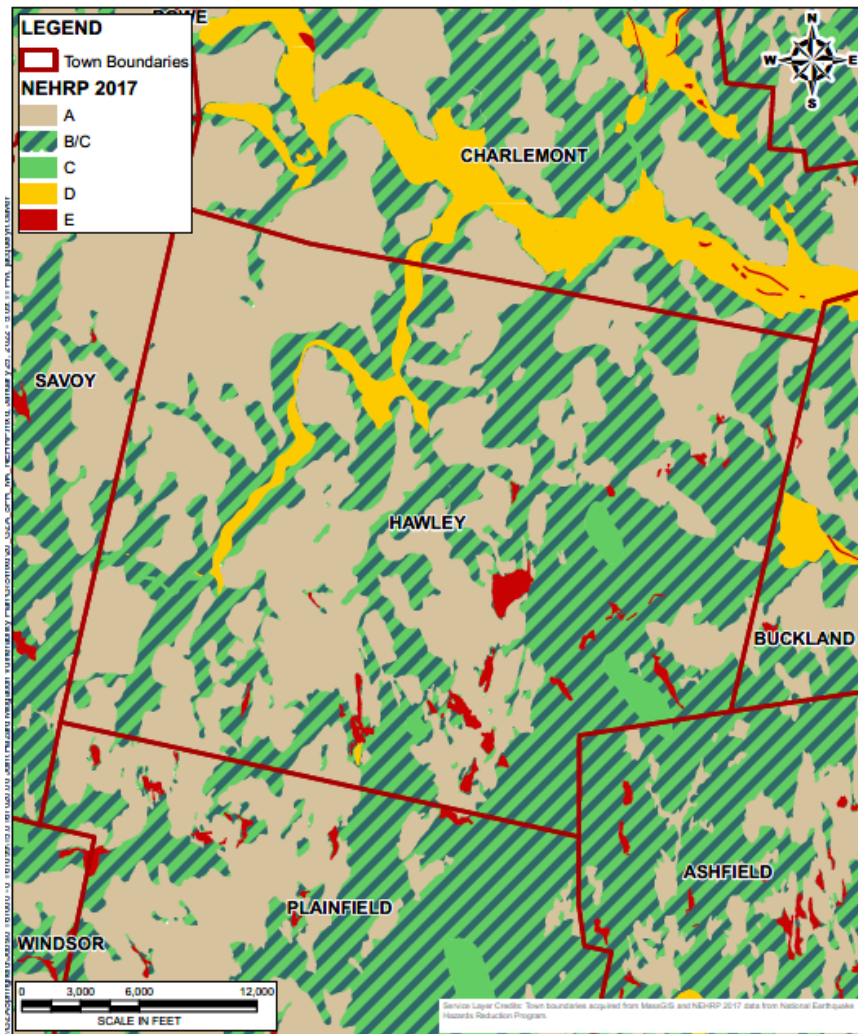 ROWE
LEGEND
Town Boundaries
NEHRP 2017
A
B/C
C
D
E
N
W E
S
CHARLEMONT
SAVOY
HAWLEY
BUCKLAND
ASHFIELD
PLAINFIELD
WINDSOR
0 3,000 6,000 12,000
SCALE IN FEET
Service Layer Credits: Town boundaries acquired from MassGIS and NEHRP 2017 data from National Earthquake
Hazards Reduction Program.